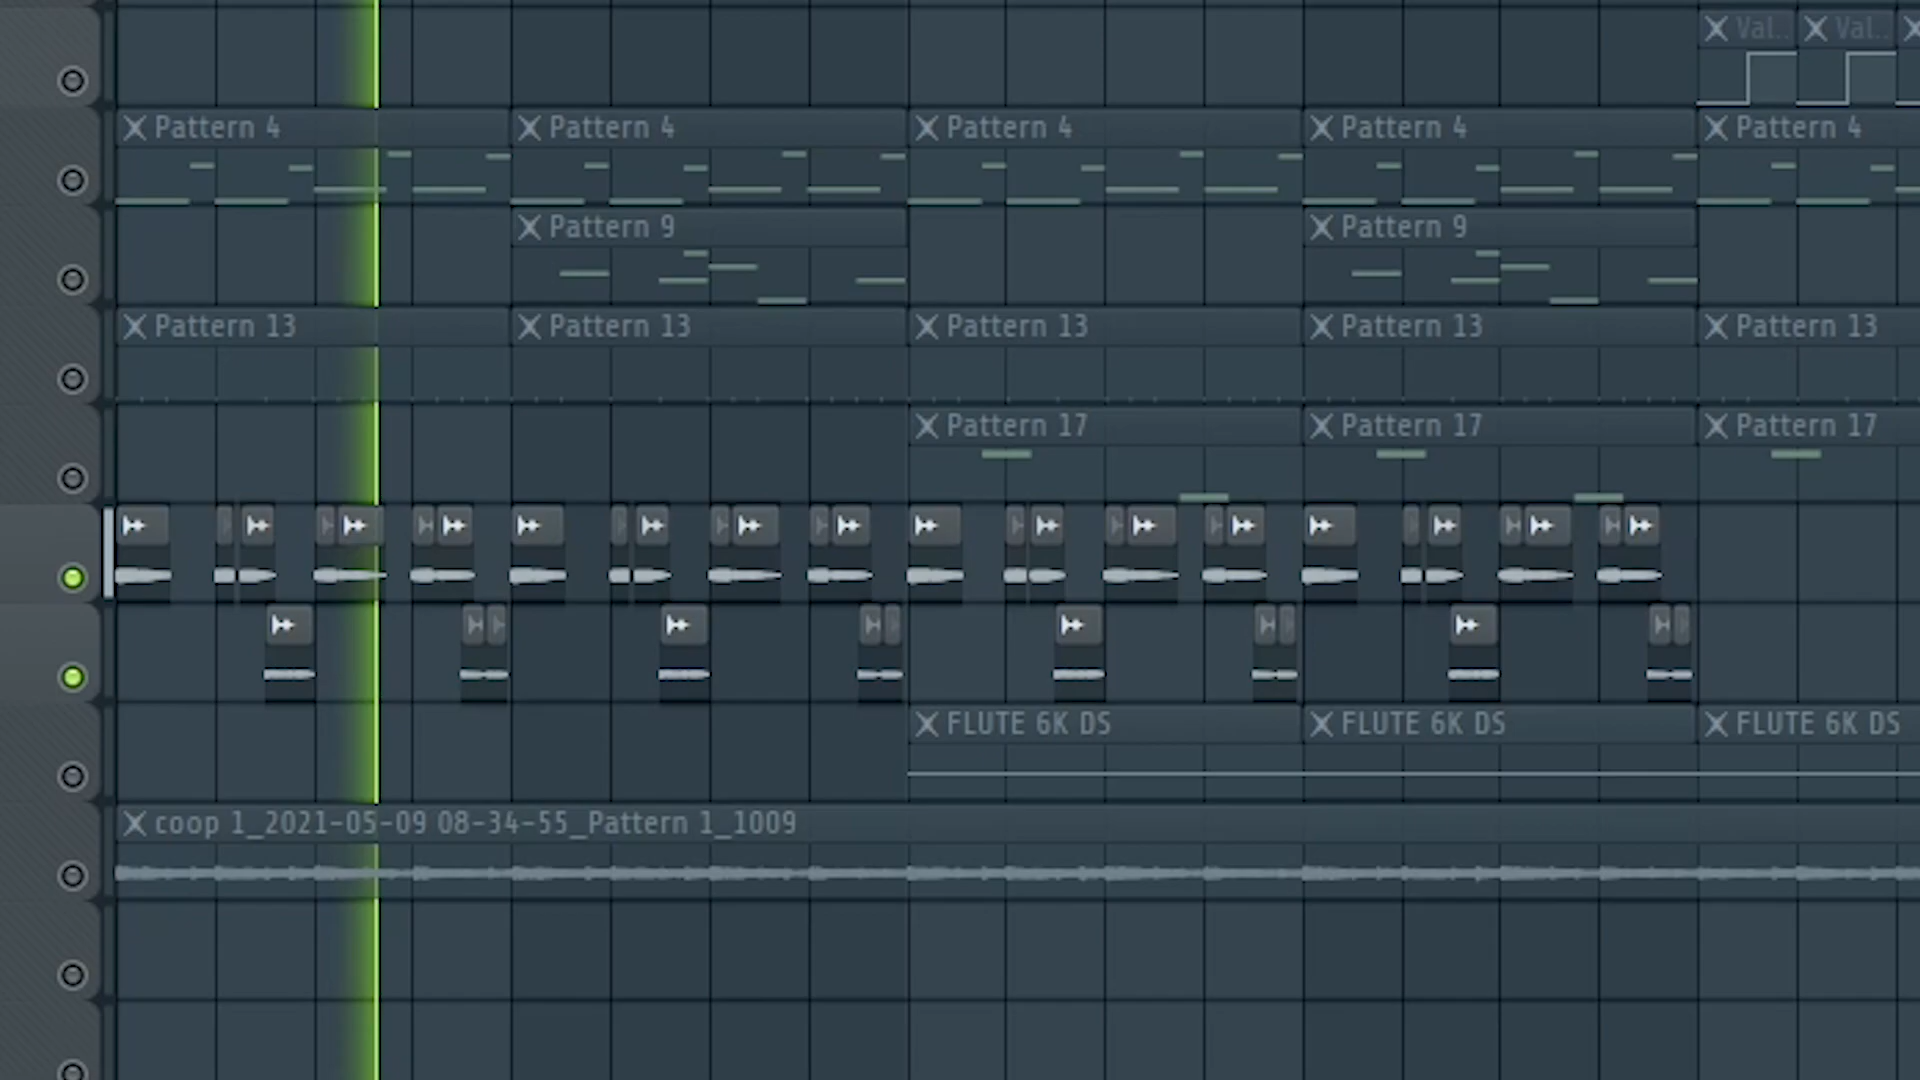 Val.. Val..
Pattern 4 Pattern 4 Pattern 4 Pattern 4 Pattern 4
Pattern 9 Pattern 9
Pattern 13 Pattern 13 Pattern 13 Pattern 13 Pattern 13
Pattern 17 Pattern 17 Pattern 17
FLUTE 6K DS FLUTE 6K DS FLUTE 6K DS
coop 1_2021-05-09 08-34-55_Pattern 1_1009